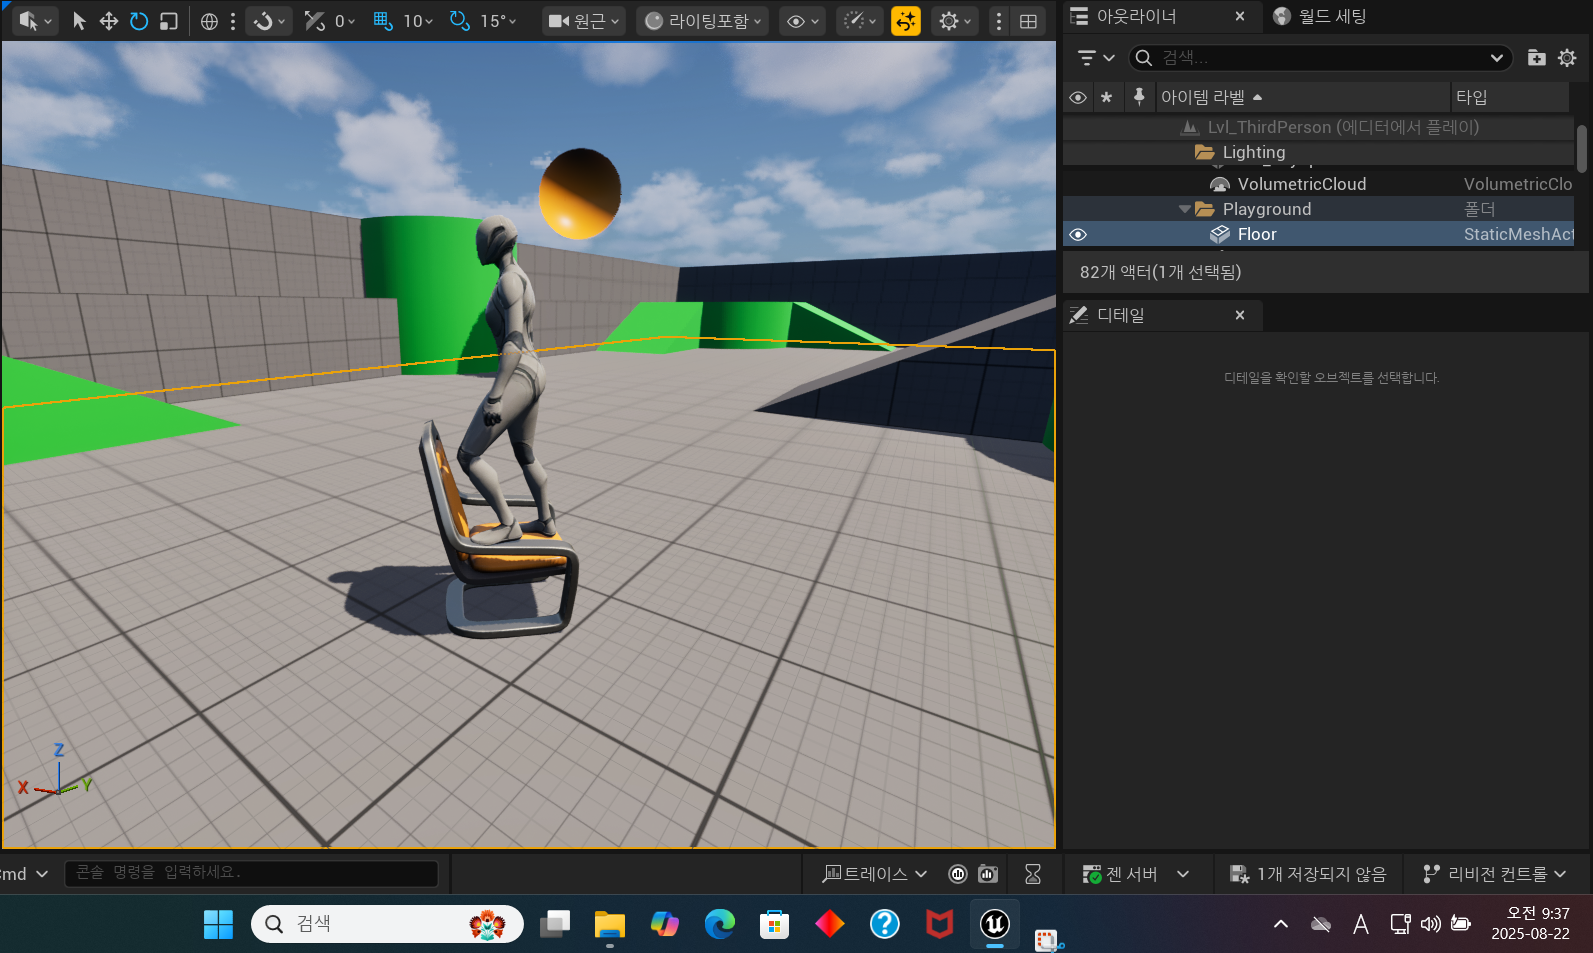 0
10
15°
원근
라이팅포함
아웃라이너
월드 세팅
검색...
아이템 라벨
타입
Lvl_ThirdPerson (에디터에서 플레이)
Lighting
VolumetricCloud
VolumetricClo
Playground
폴더
Floor
StaticMeshAct
82개 액터(1개 선택됨)
디테일
디테일을 확인할 오브젝트를 선택합니다.
Z
X
Y
md
콘솔 명령을 입력하세요.
트레이스
젠 서버
1개 저장되지 않음
리비전 컨트롤
검색
A
오전 9:37
2025-08-22